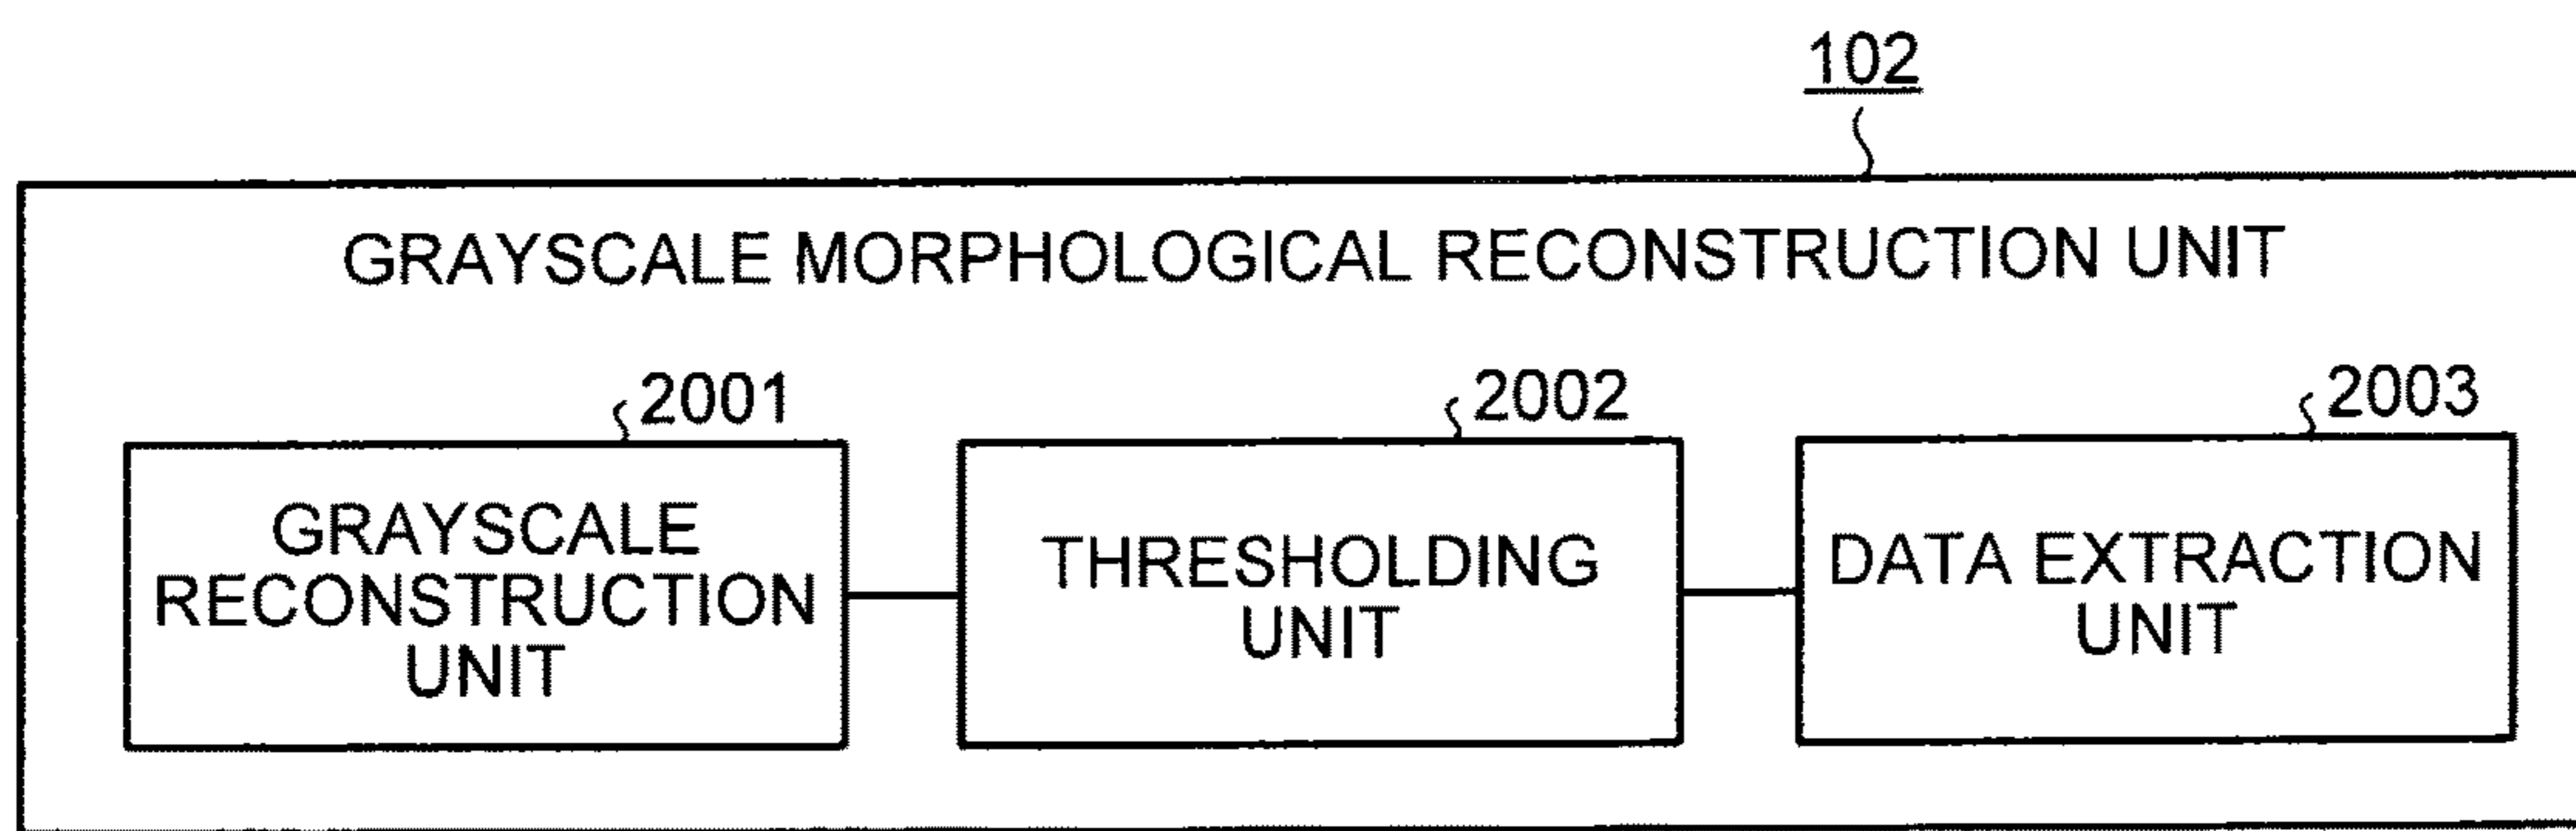 102
GRAYSCALE MORPHOLOGICAL RECONSTRUCTION UNIT
2001
2002
2003
GRAYSCALE
RECONSTRUCTION
UNIT
THRESHOLDING
UNIT
DATA EXTRACTION
UNIT